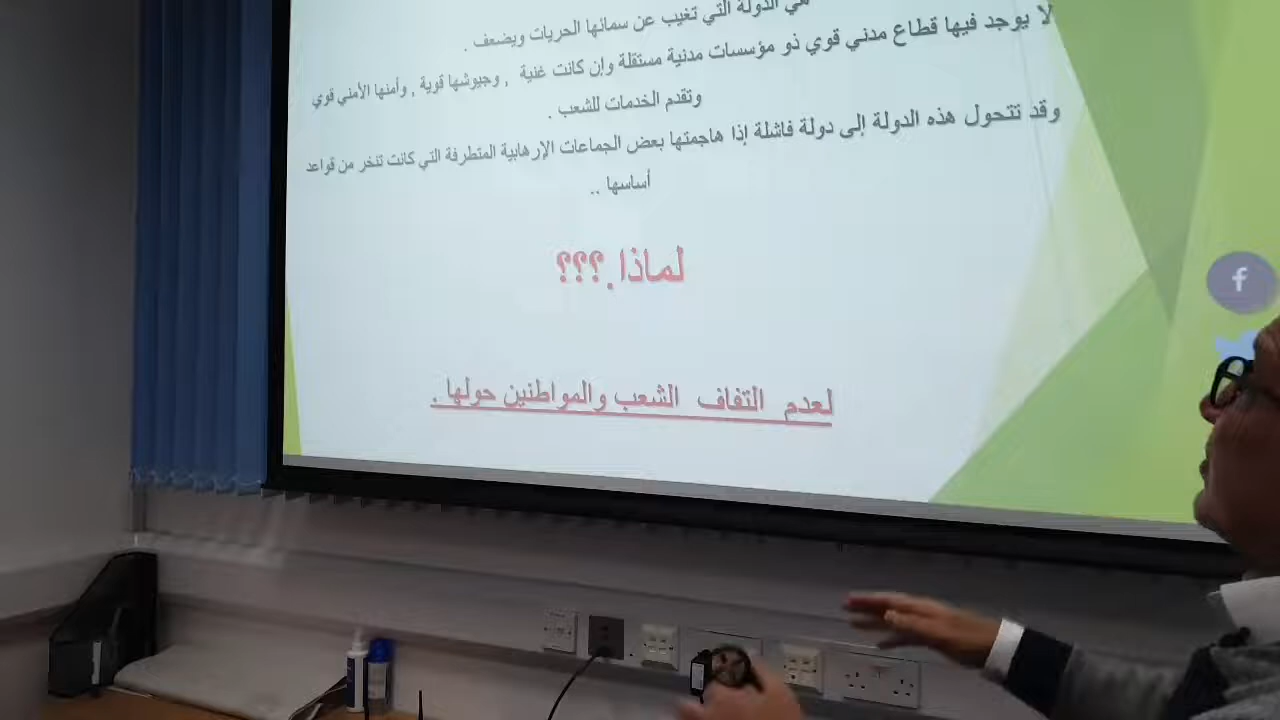 هي الدولة التي تغيب عن سمائها الحريات ويضعف .
لا يوجد فيها قطاع مدني قوي ذو مؤسسات مدنية مستقلة وإن كانت غنية , وجيوشها قوية , وأمنها الأمني قوي
وتقدم الخدمات للشعب .
وقد تتحول هذه الدولة إلى دولة فاشلة إذا هاجمتها بعض الجماعات الإرهابية المتطرفة التي كانت تنخر من قواعد
أساسها ..
لماذا.؟؟؟
لعدم التفاف الشعب والمواطنين حولها .
f